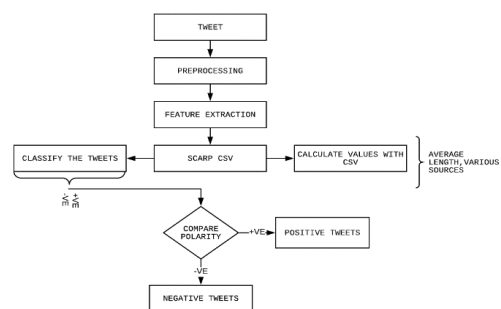 TWEET
PREPROCESSING
FEATURE EXTRACTION
CLASSIFY THE TWEETS
SCARP CSV
CALCULATE VALUES WITH
CSV
AVERAGE
LENGTH,VARIOUS
SOURCES
+VE
-VE
COMPARE
POLARITY
+VE
POSITIVE TWEETS
-VE
NEGATIVE TWEETS